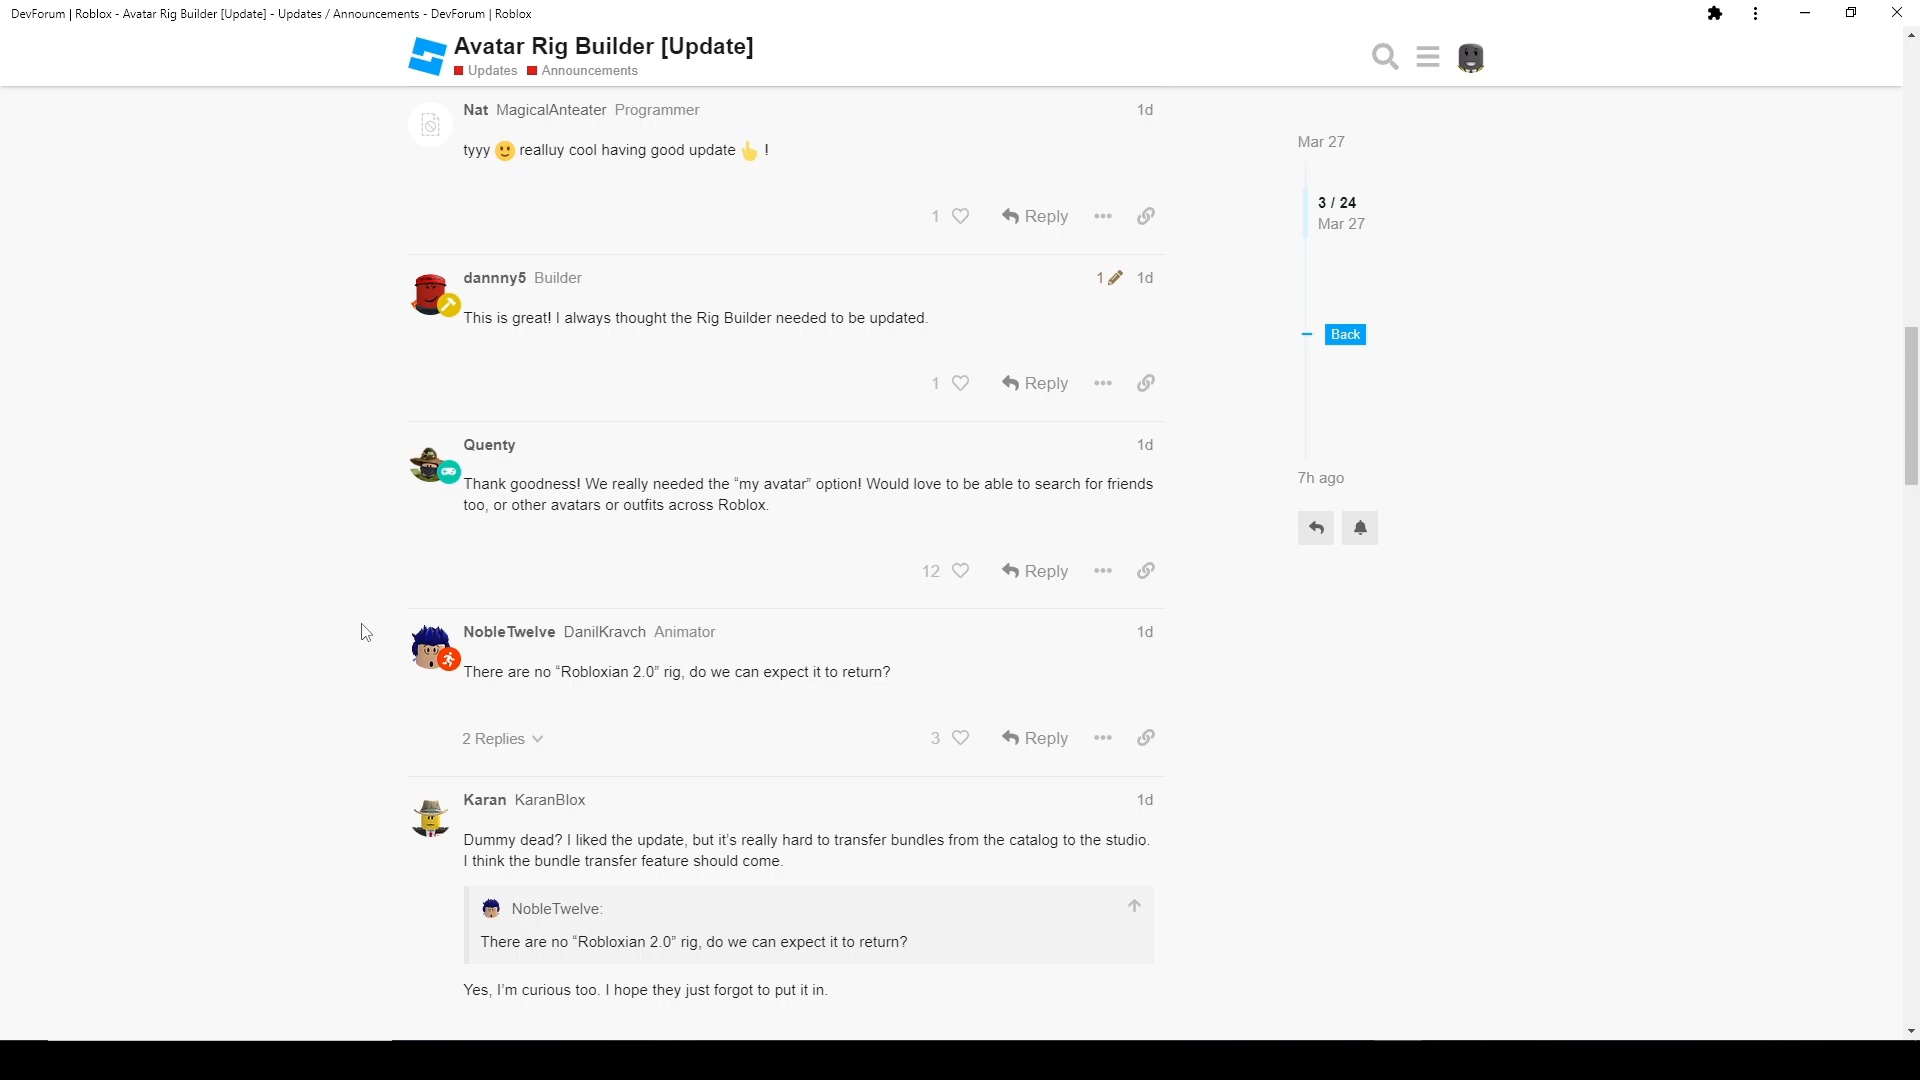 DevForum | Roblox - Avatar Rig Builder [Update] - Updates / Announcements - DevForum | Roblox
Avatar Rig Builder [Update]
Updates Announcements
Nat MagicalAnteater Programmer 1d
tyyy realluy cool having good update !
1 Reply
dannny5 Builder 1 1d
This is great! I always thought the Rig Builder needed to be updated.
1 Reply
Quenty 1d
Thank goodness! We really needed the “my avatar” option! Would love to be able to search for friends
too, or other avatars or outfits across Roblox.
12 Reply
NobleTwelve DanilKravch Animator 1d
There are no “Robloxian 2.0” rig, do we can expect it to return?
2 Replies 3 Reply
Karan KaranBlox 1d
Dummy dead? I liked the update, but it’s really hard to transfer bundles from the catalog to the studio.
I think the bundle transfer feature should come.
NobleTwelve:
There are no “Robloxian 2.0” rig, do we can expect it to return?
Yes, I’m curious too. I hope they just forgot to put it in.
Mar 27
3 / 24
Mar 27
Back
7h ago